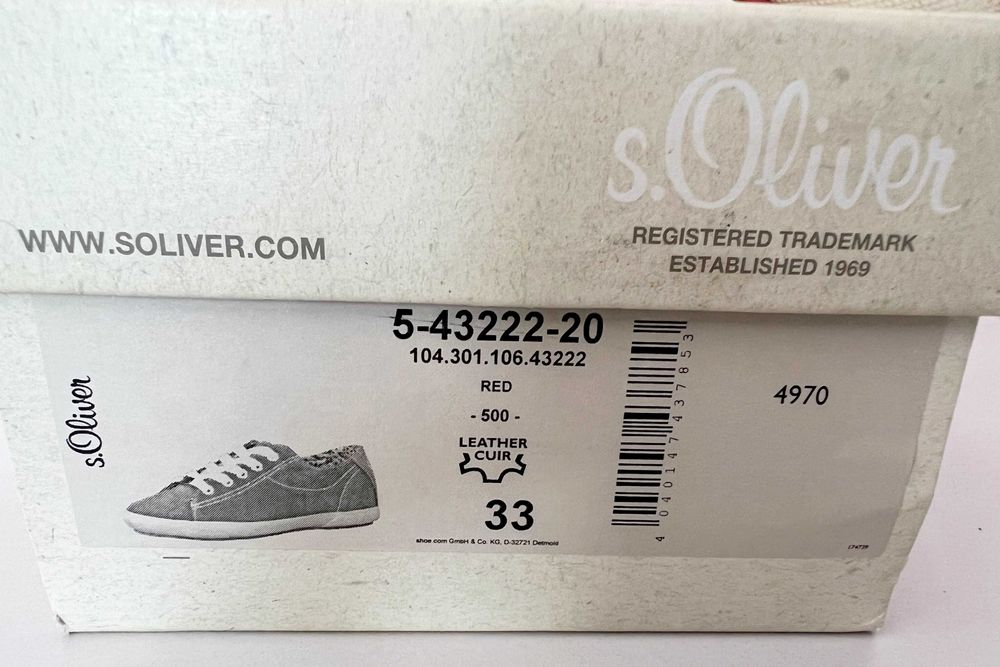 s.Oliver
WWW.SOLIVER.COM
REGISTERED TRADEMARK
ESTABLISHED 1969
s.Oliver
5-43222-20
104.301.106.43222
RED
- 500 -
LEATHER
CUIR
33
shoe com GmbH & Co. KG, D-32721 Detmold
4 040147 437853
4970